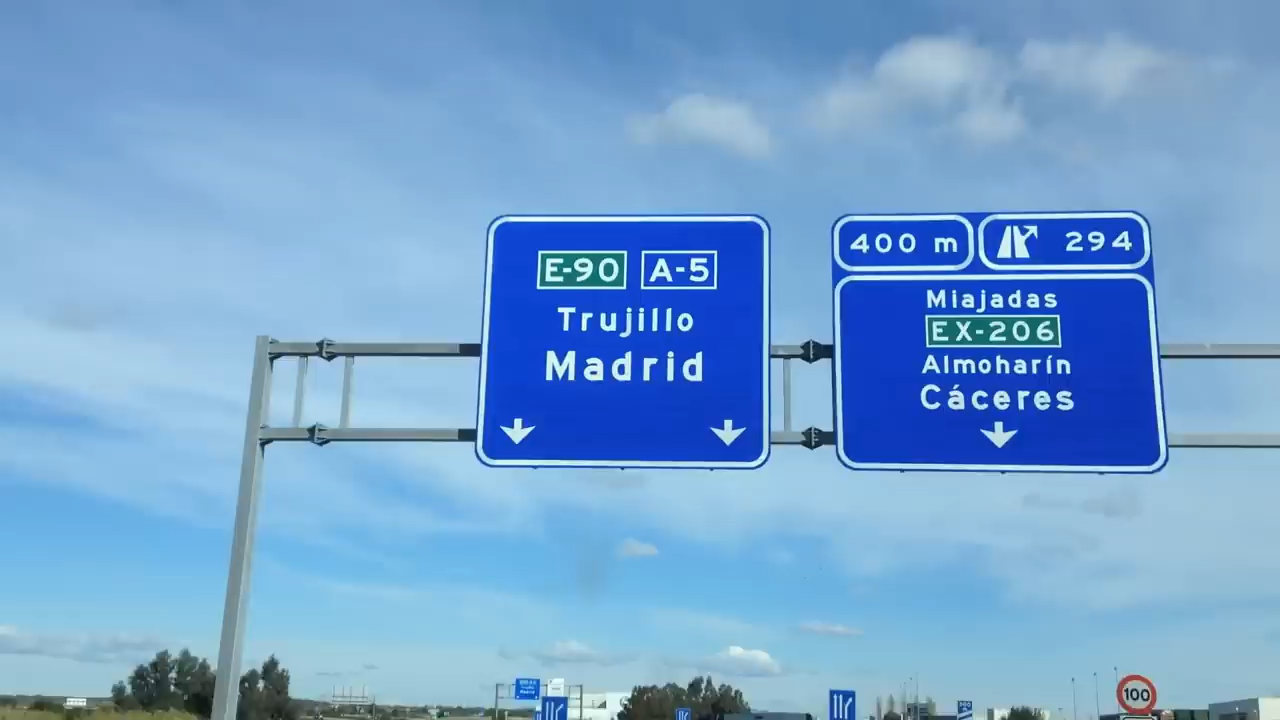 E-90 A-5
Trujillo
Madrid
400 m 294
Miajadas
EX-206
Almoharín
Cáceres
100